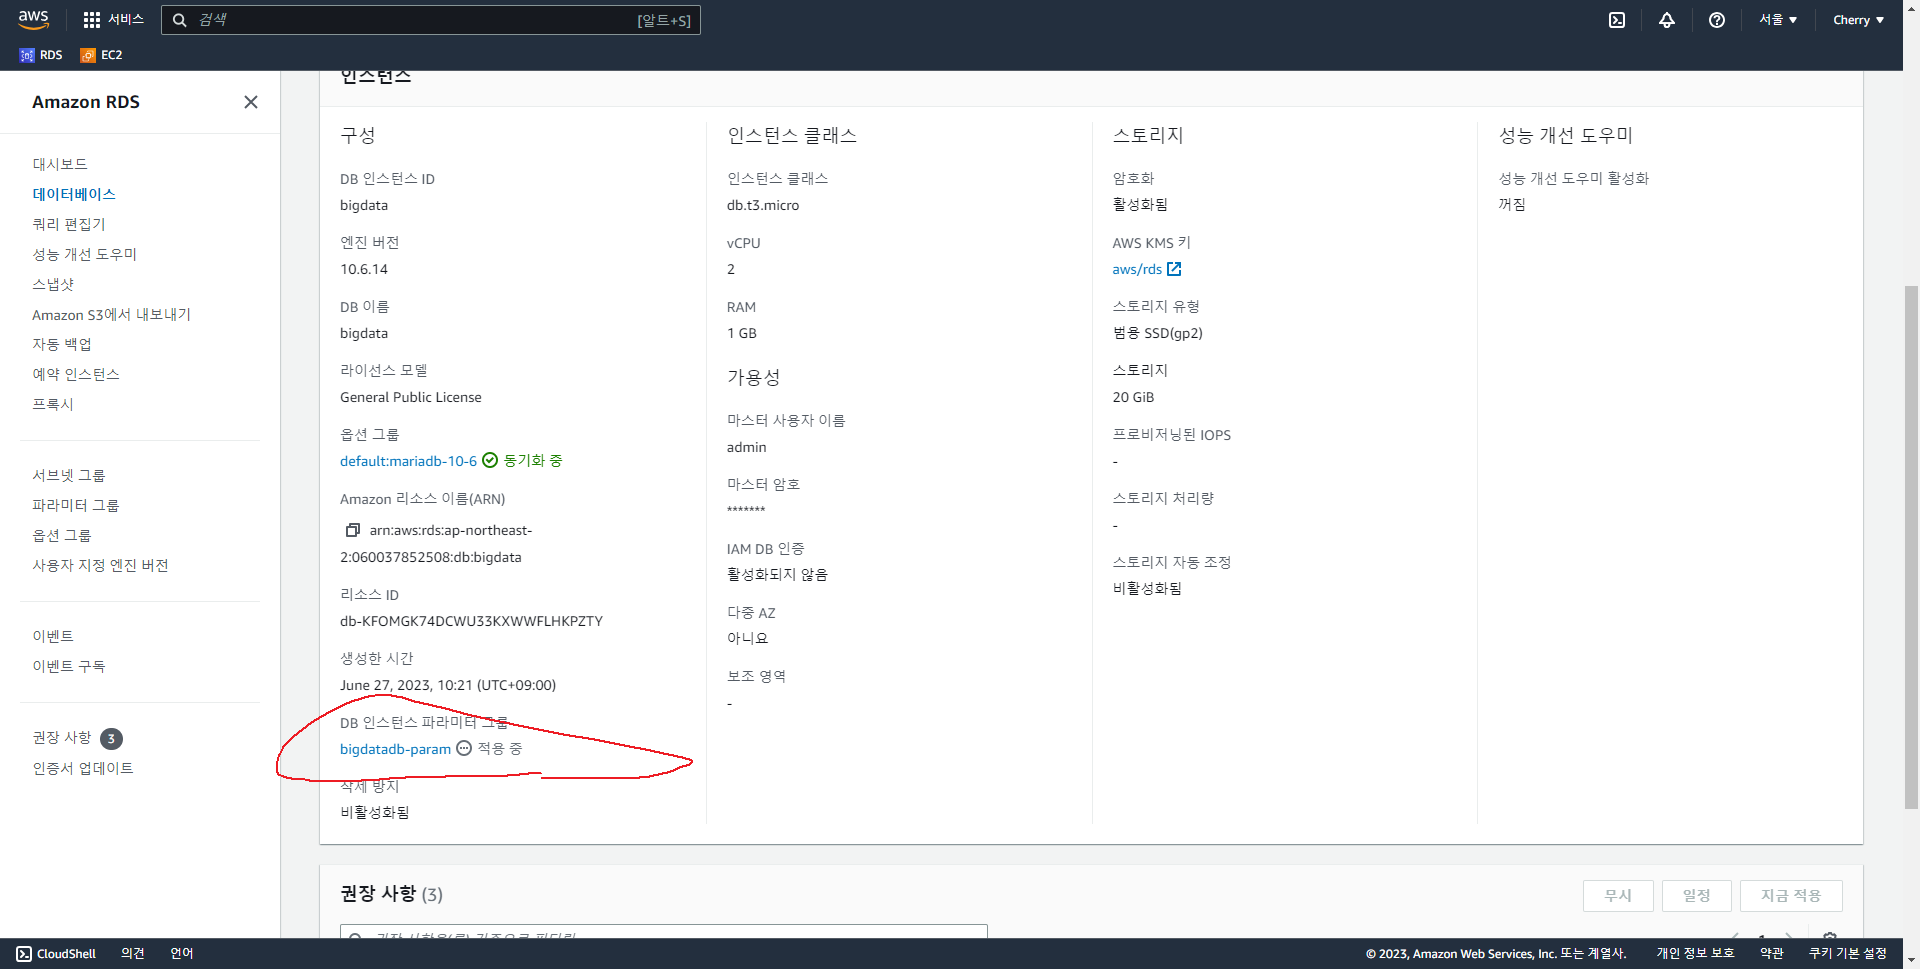 aws
서비스
검색
[알트+S]
서울 ▼
Cherry ▼
RDS
EC2
Amazon RDS
대시보드
데이터베이스
쿼리 편집기
성능 개선 도우미
스냅샷
Amazon S3에서 내보내기
자동 백업
예약 인스턴스
프록시
서브넷 그룹
파라미터 그룹
옵션 그룹
사용자 지정 엔진 버전
이벤트
이벤트 구독
권장 사항 3
인증서 업데이트
인스턴스
구성
DB 인스턴스 ID
bigdata
엔진 버전
10.6.14
DB 이름
bigdata
라이선스 모델
General Public License
옵션 그룹
default:mariadb-10-6 동기화 중
Amazon 리소스 이름(ARN)
arn:aws:rds:ap-northeast-
2:060037852508:db:bigdata
리소스 ID
db-KFOMGK74DCWU33KXWWFLHKPZTY
생성한 시간
June 27, 2023, 10:21 (UTC+09:00)
DB 인스턴스 파라미터 그룹
bigdatadb-param 적용 중
삭제 방지
비활성화됨
인스턴스 클래스
인스턴스 클래스
db.t3.micro
vCPU
2
RAM
1 GB
가용성
마스터 사용자 이름
admin
마스터 암호
*******
IAM DB 인증
활성화되지 않음
다중 AZ
아니요
보조 영역
-
스토리지
암호화
활성화됨
AWS KMS 키
aws/rds
스토리지 유형
범용 SSD(gp2)
스토리지
20 GiB
프로비저닝된 IOPS
-
스토리지 처리량
-
스토리지 자동 조정
비활성화됨
성능 개선 도우미
성능 개선 도우미 활성화
꺼짐
권장 사항 (3)
무시
일정
지금 적용
권장 사항을(를) 기준으로 필터링
1
CloudShell
의견
언어
© 2023, Amazon Web Services, Inc. 또는 계열사.
개인 정보 보호
약관
쿠키 기본 설정